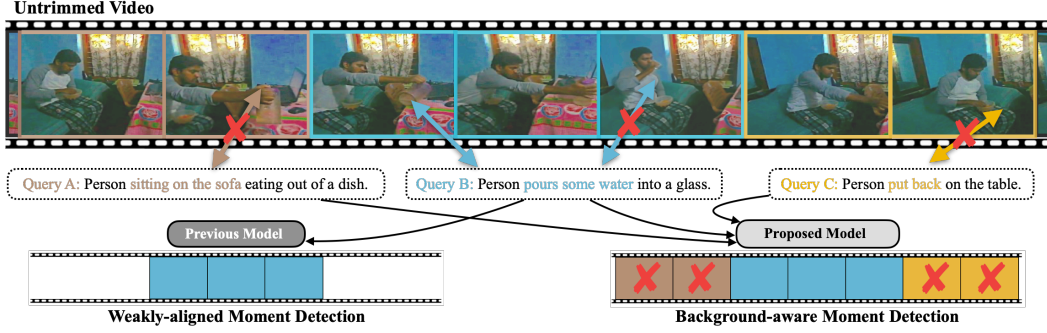 Untrimmed Video
Query A: Person sitting on the sofa eating out of a dish.
Query B: Person pours some water into a glass.
Query C: Person put back on the table.
Previous Model
Proposed Model
Weakly-aligned Moment Detection
Background-aware Moment Detection